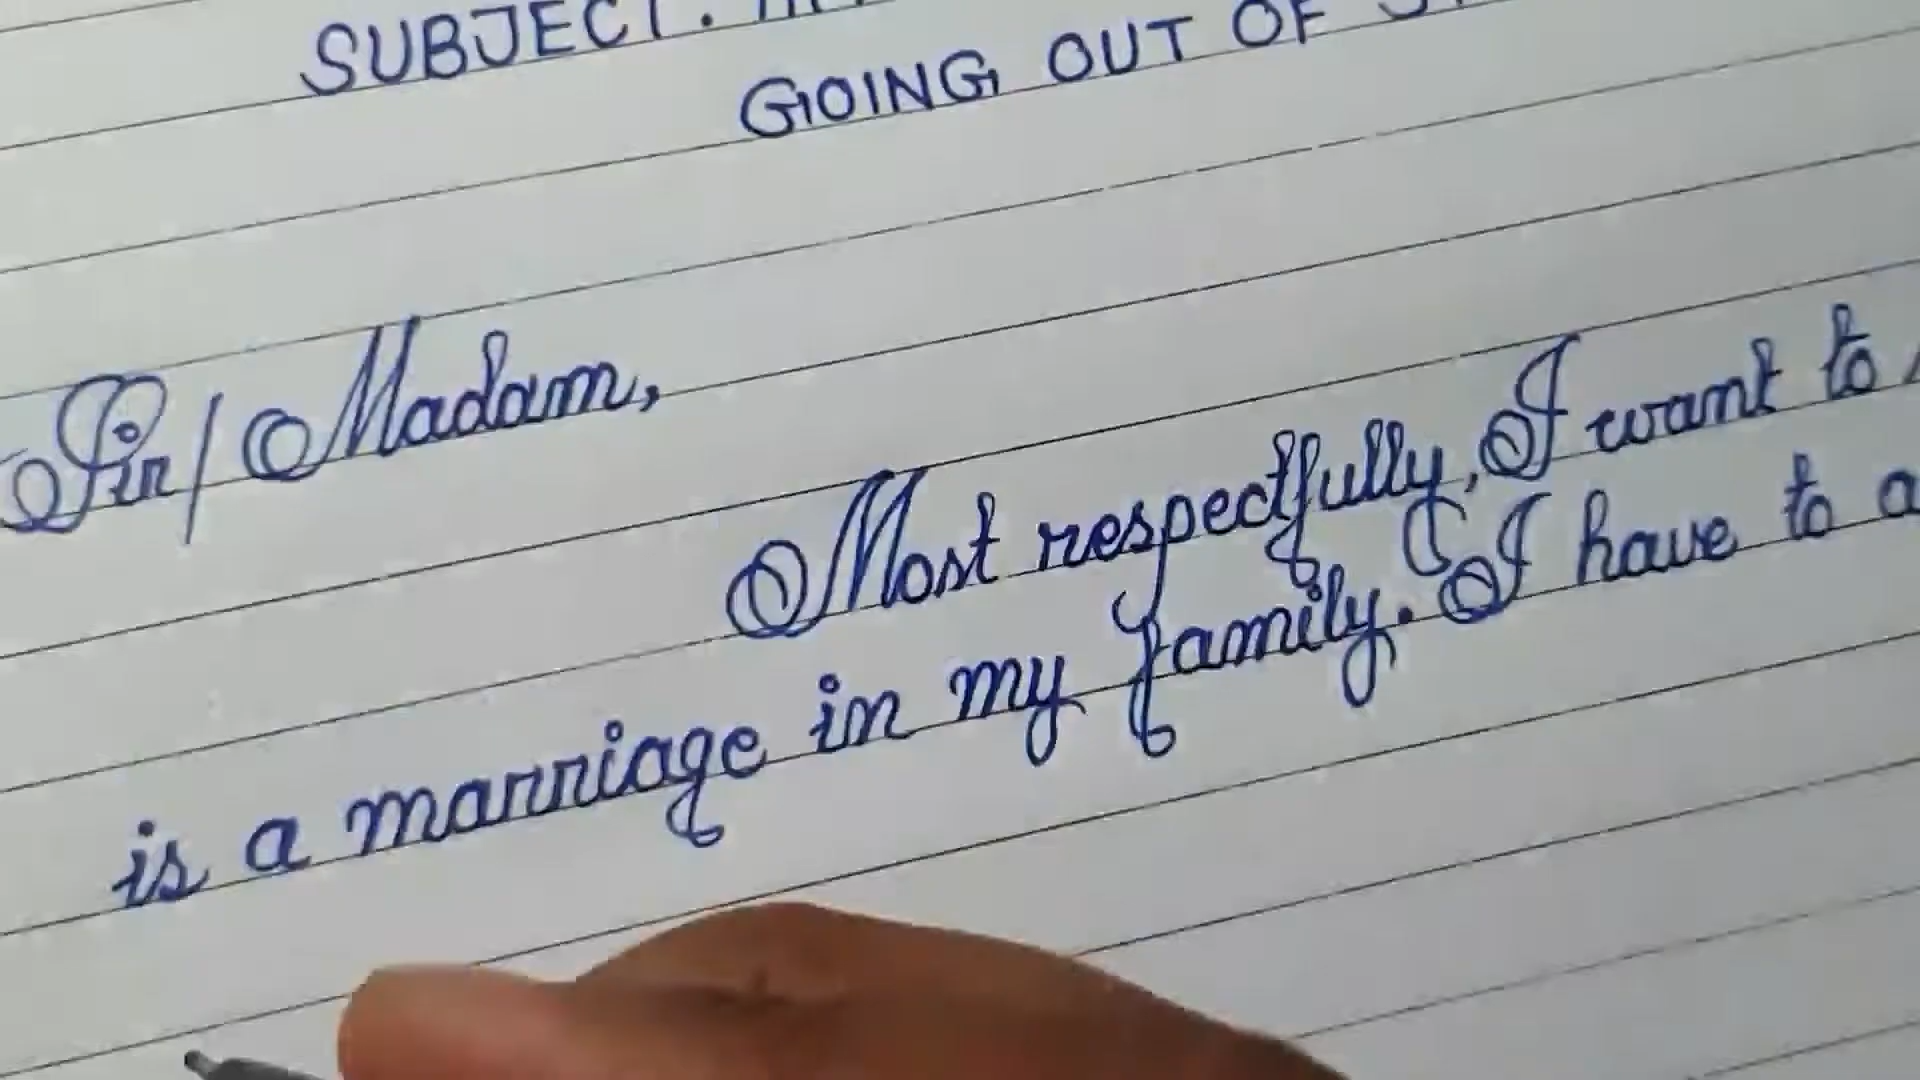 SUBJECT:
GOING OUT OF
Sir/Madam,
Most respectfully, I want to
is a marriage in my family. I have to